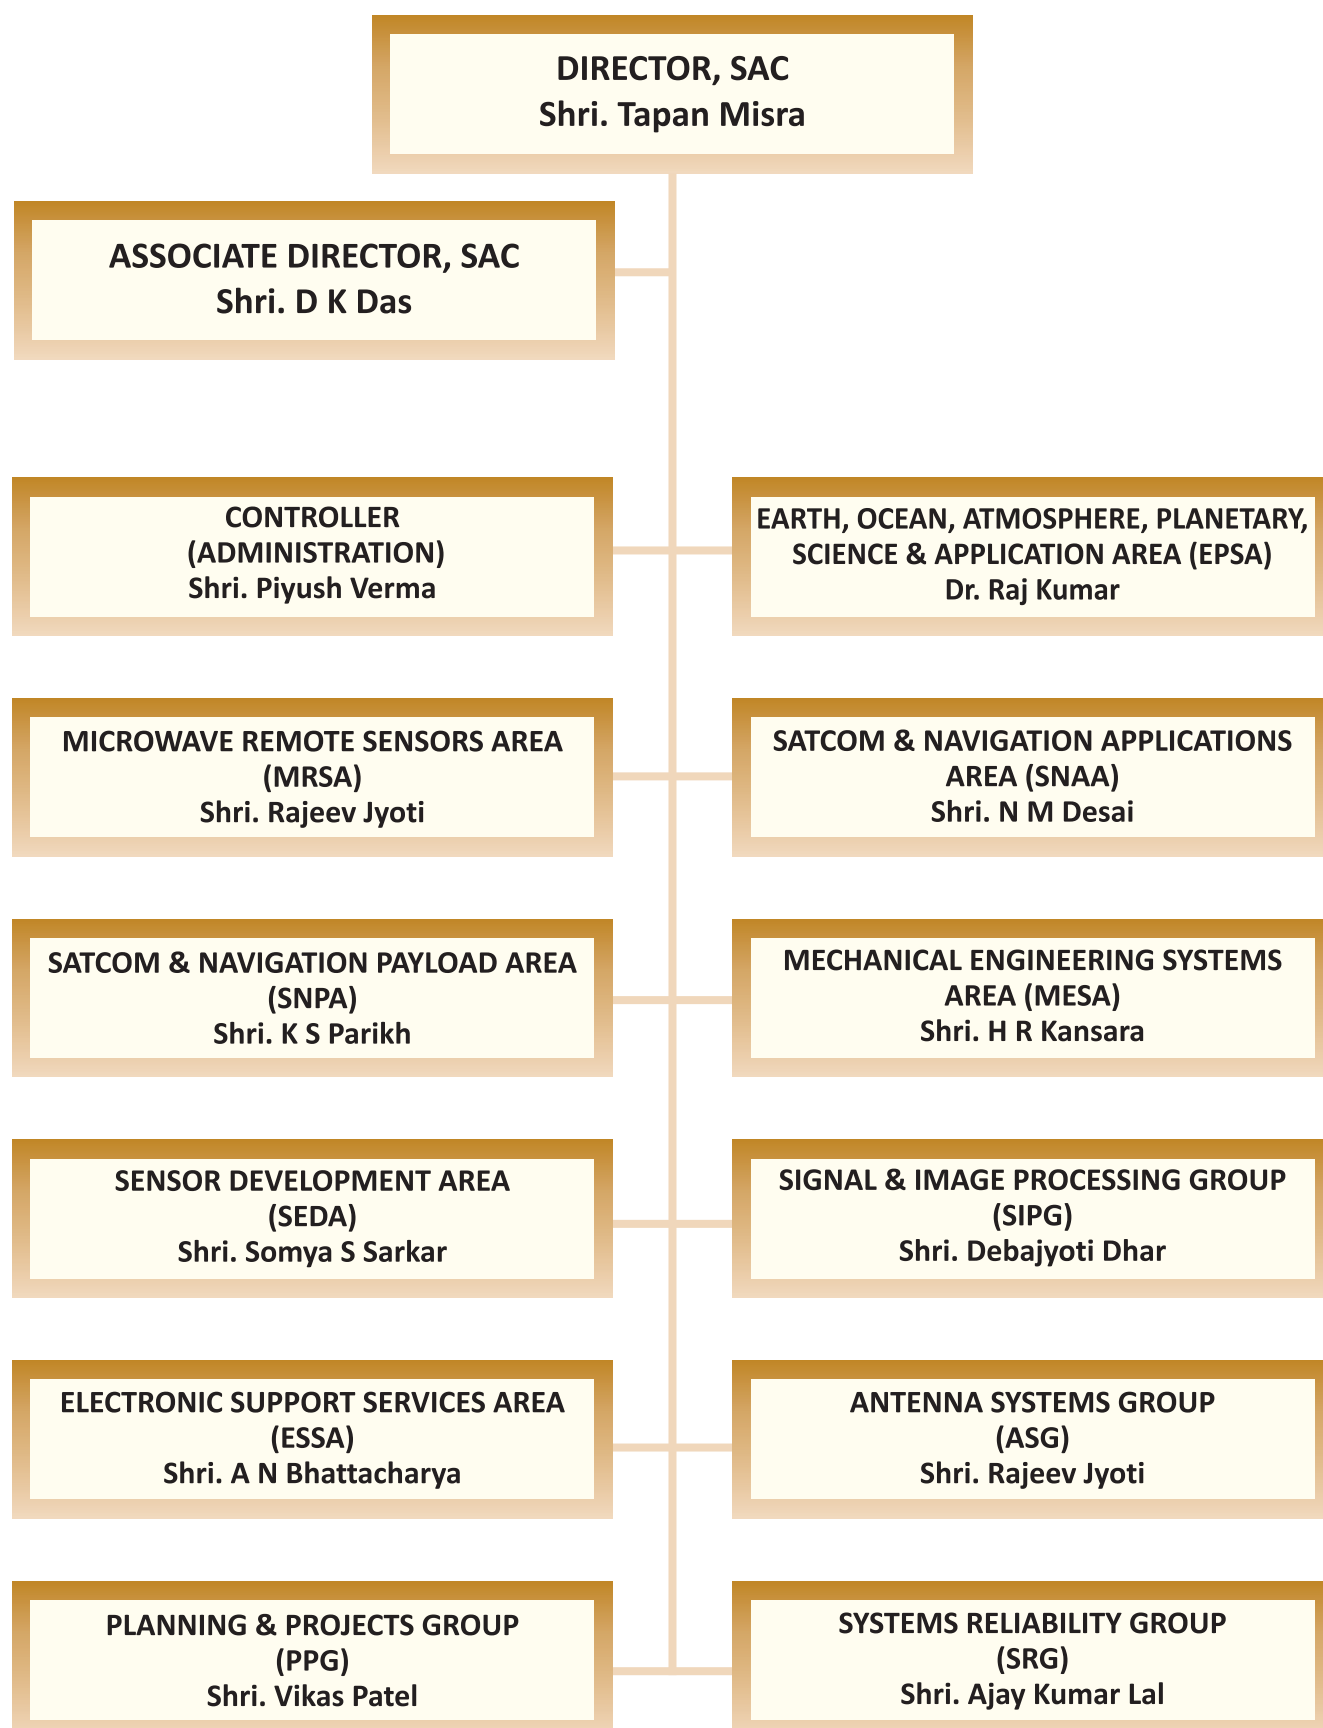 DIRECTOR, SAC
Shri. Tapan Misra
ASSOCIATE DIRECTOR, SAC
Shri. D K Das
CONTROLLER
(ADMINISTRATION)
Shri. Piyush Verma
EARTH, OCEAN, ATMOSPHERE, PLANETARY,
SCIENCE & APPLICATION AREA (EPSA)
Dr. Raj Kumar
MICROWAVE REMOTE SENSORS AREA
(MRSA)
Shri. Rajeev Jyoti
SATCOM & NAVIGATION APPLICATIONS
AREA (SNAA)
Shri. N M Desai
SATCOM & NAVIGATION PAYLOAD AREA
(SNPA)
Shri. K S Parikh
MECHANICAL ENGINEERING SYSTEMS
AREA (MESA)
Shri. H R Kansara
SENSOR DEVELOPMENT AREA
(SEDA)
Shri. Somya S Sarkar
SIGNAL & IMAGE PROCESSING GROUP
(SIPG)
Shri. Debajyoti Dhar
ELECTRONIC SUPPORT SERVICES AREA
(ESSA)
Shri. A N Bhattacharya
ANTENNA SYSTEMS GROUP
(ASG)
Shri. Rajeev Jyoti
PLANNING & PROJECTS GROUP
(PPG)
Shri. Vikas Patel
SYSTEMS RELIABILITY GROUP
(SRG)
Shri. Ajay Kumar Lal